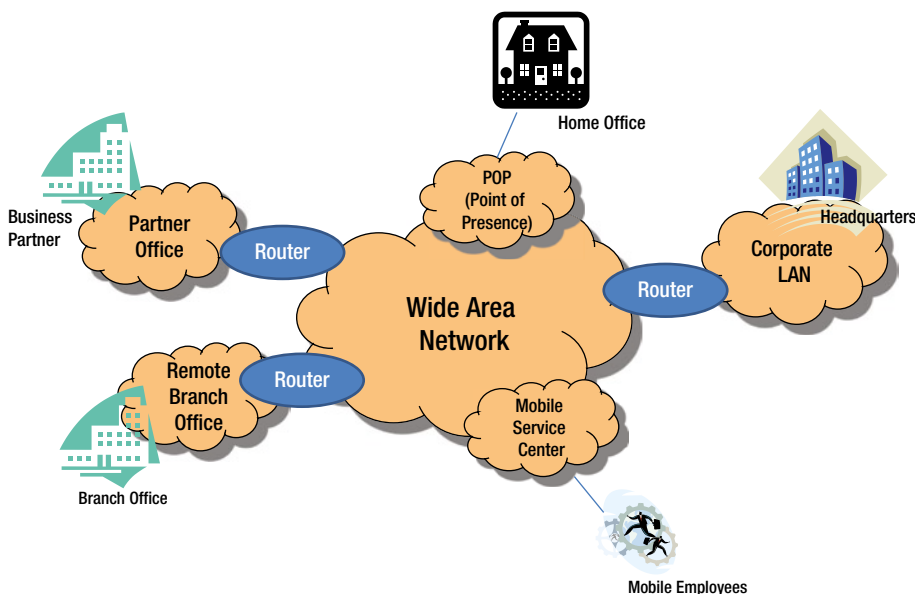 Home Office
POP
(Point of
Presence)
Business
Partner
Partner
Office
Router
Headquarters
Corporate
LAN
Router
Wide Area
Network
Remote
Branch
Office
Router
Branch Office
Mobile
Service
Center
Mobile Employees